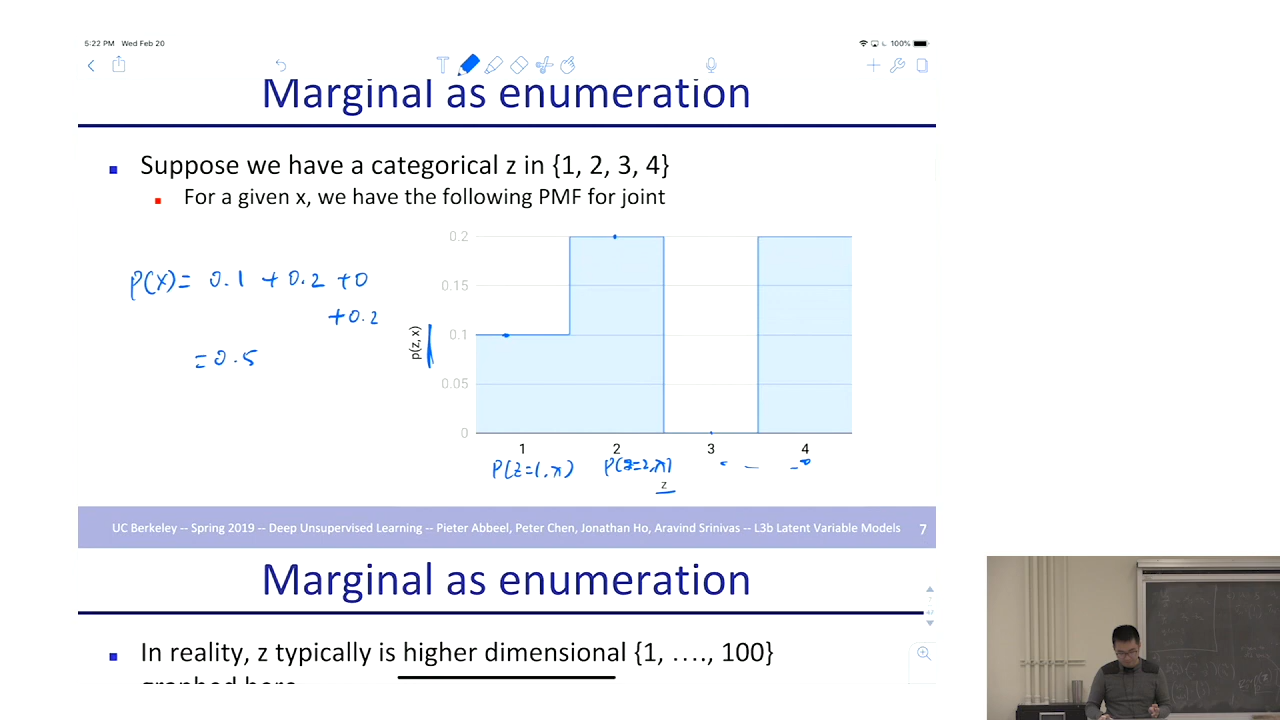 5:22 PM Wed Feb 20
100%
Marginal as enumeration
Suppose we have a categorical z in {1, 2, 3, 4}
For a given x, we have the following PMF for joint
0.2
0.15
0.1
0.05
0
p(z, x)
P(X)= 0.1 +0.2 +0
+0.2
=0.5
1 2 3 4
P(z=1,x) P(z=2,x)
z
UC Berkeley -- Spring 2019 -- Deep Unsupervised Learning -- Pieter Abbeel, Peter Chen, Jonathan Ho, Aravind Srinivas -- L3b Latent Variable Models 7
Marginal as enumeration
In reality, z typically is higher dimensional {1, …., 100}
graphed here